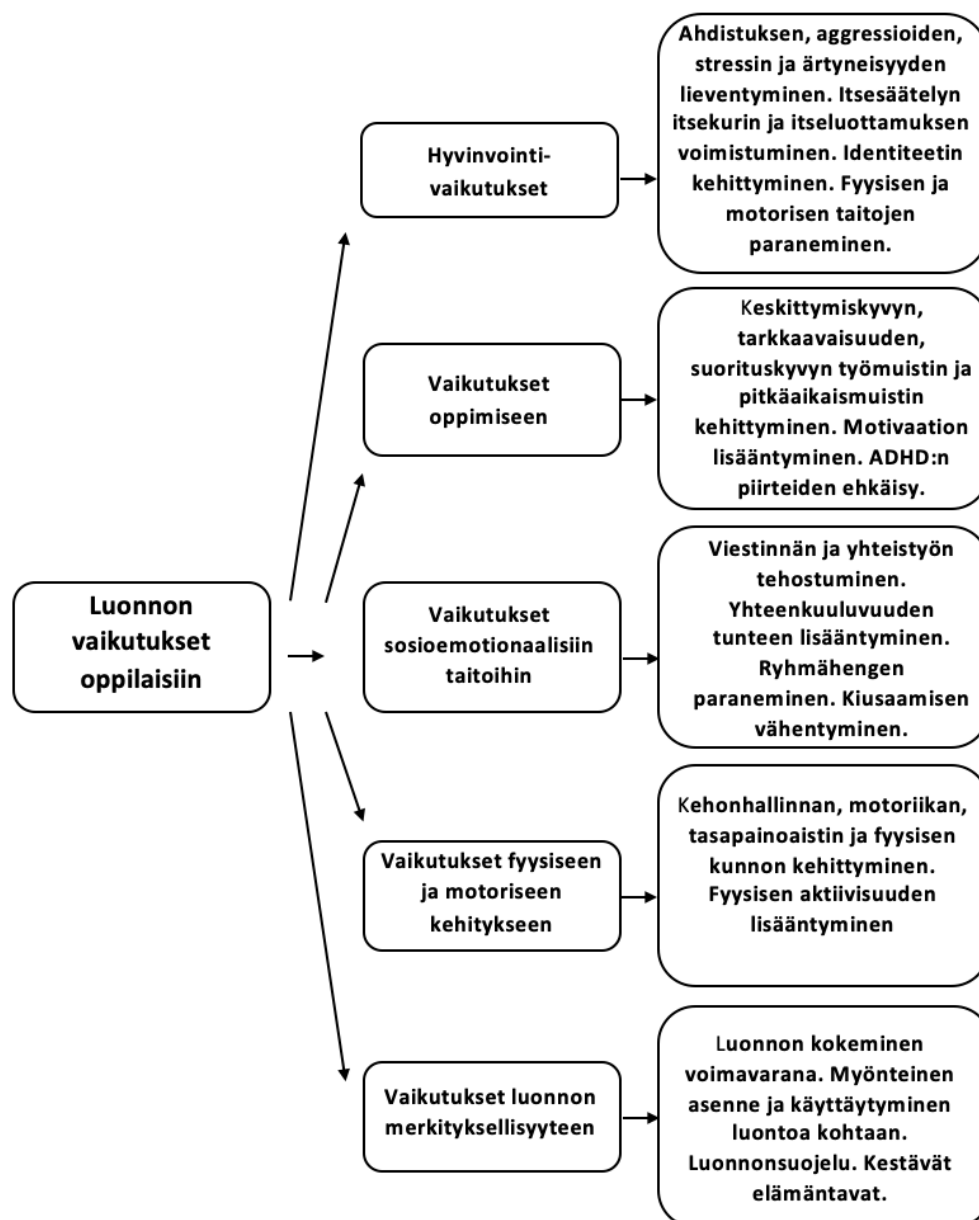 Luonnon
vaikutukset
oppilaisiin
Hyvinvointi-
vaikutukset
Ahdistuksen, aggressioiden,
stressin ja ärtyneisyyden
lieventyminen. Itsesäätelyn
itsekurin ja itseluottamuksen
voimistuminen. Identiteetin
kehittyminen. Fyysisen ja
motorisen taitojen
paraneminen.
Vaikutukset
oppimiseen
Keskittymiskyvyn,
tarkkaavaisuuden,
suorituskyvyn työmuistin ja
pitkäaikaismuistin
kehittyminen. Motivaation
lisääntyminen. ADHD:n
piirteiden ehkäisy.
Vaikutukset
sosioemotionaalisiin
taitoihin
Viestinnän ja yhteistyön
tehostuminen.
Yhteenkuuluvuuden
tunteen lisääntyminen.
Ryhmähengen
paraneminen. Kiusaamisen
vähentyminen.
Vaikutukset fyysiseen
ja motoriseen
kehitykseen
Kehonhallinnan, motoriikan,
tasapainoaistin ja fyysisen
kunnon kehittyminen.
Fyysisen aktiivisuuden
lisääntyminen
Vaikutukset luonnon
merkityksellisyyteen
Luonnon kokeminen
voimavarana. Myönteinen
asenne ja käyttäytyminen
luontoa kohtaan.
Luonnonsuojelu. Kestävät
elämäntavat.